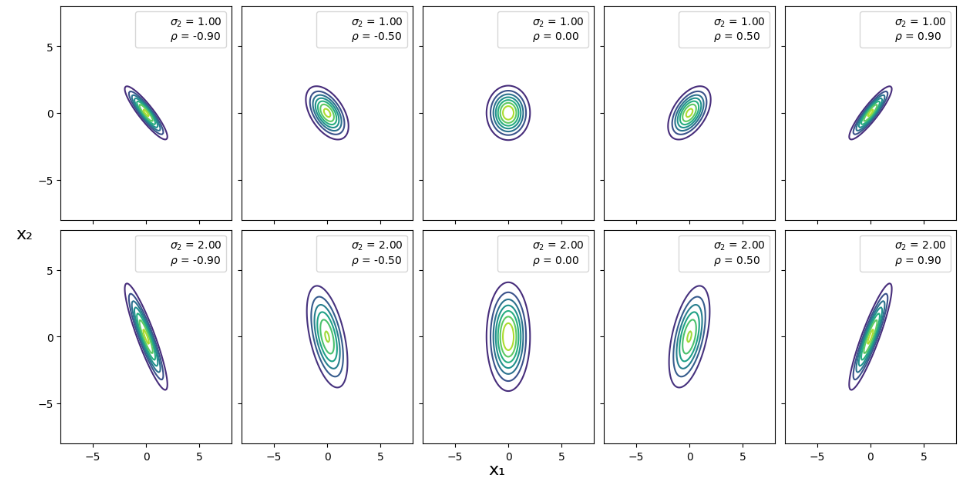 σ₂ = 1.00
ρ = -0.90
σ₂ = 1.00
ρ = -0.50
σ₂ = 1.00
ρ = 0.00
σ₂ = 1.00
ρ = 0.50
σ₂ = 1.00
ρ = 0.90
5
0
−5
x₂
σ₂ = 2.00
ρ = -0.90
σ₂ = 2.00
ρ = -0.50
σ₂ = 2.00
ρ = 0.00
σ₂ = 2.00
ρ = 0.50
σ₂ = 2.00
ρ = 0.90
5
0
−5
−5 0 5 −5 0 5 −5 0 5 −5 0 5 −5 0 5
x₁